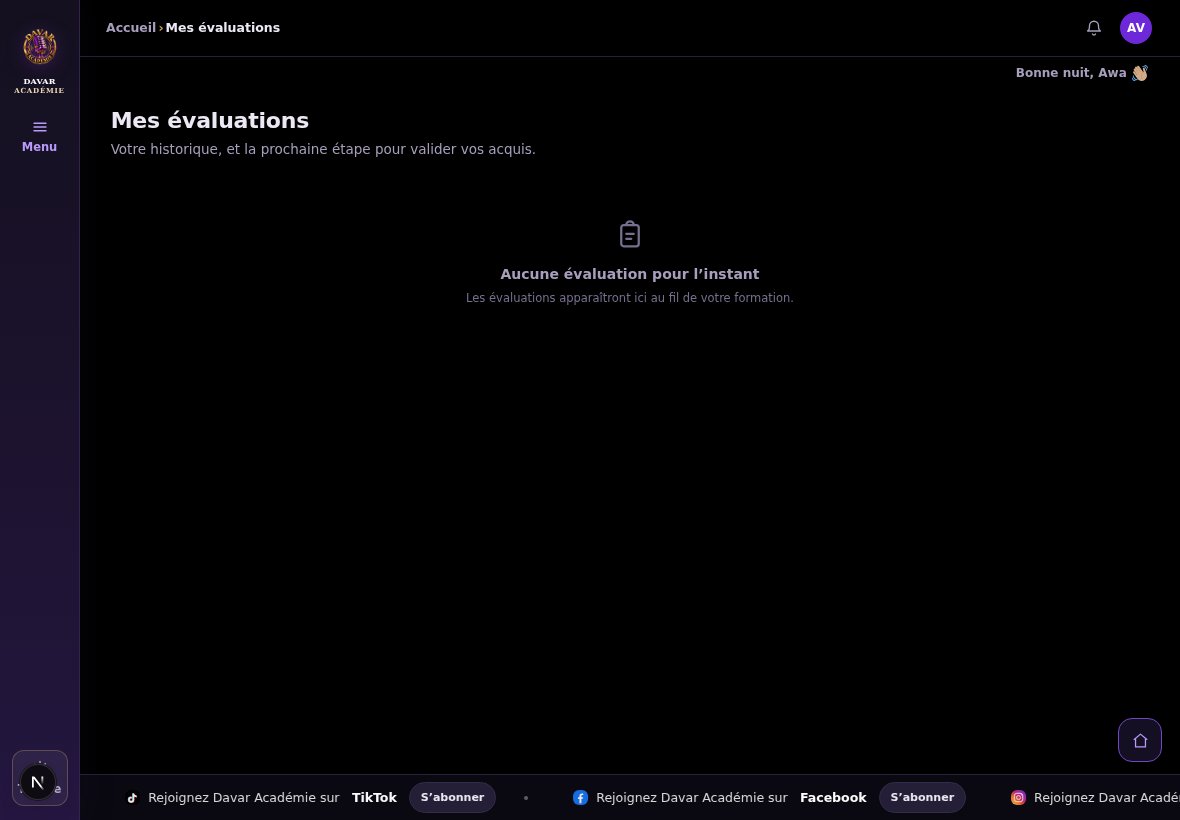 DAVAR
ACADÉMIE
Menu
Accueil › Mes évaluations
AV
Bonne nuit, Awa 👋🏽
Mes évaluations
Votre historique, et la prochaine étape pour valider vos acquis.
Aucune évaluation pour l’instant
Les évaluations apparaîtront ici au fil de votre formation.
N
Rejoignez Davar Académie sur TikTok S’abonner • Rejoignez Davar Académie sur Facebook S’abonner Rejoignez Davar